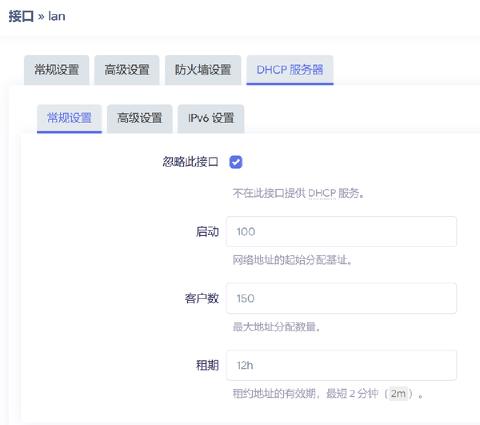 接口 » lan
常规设置 高级设置 防火墙设置 DHCP 服务器
常规设置 高级设置 IPv6 设置
忽略此接口
不在此接口提供 DHCP 服务。
启动 100
网络地址的起始分配基址。
客户数 150
最大地址分配数量。
租期 12h
租约地址的有效期，最短 2 分钟（2m）。